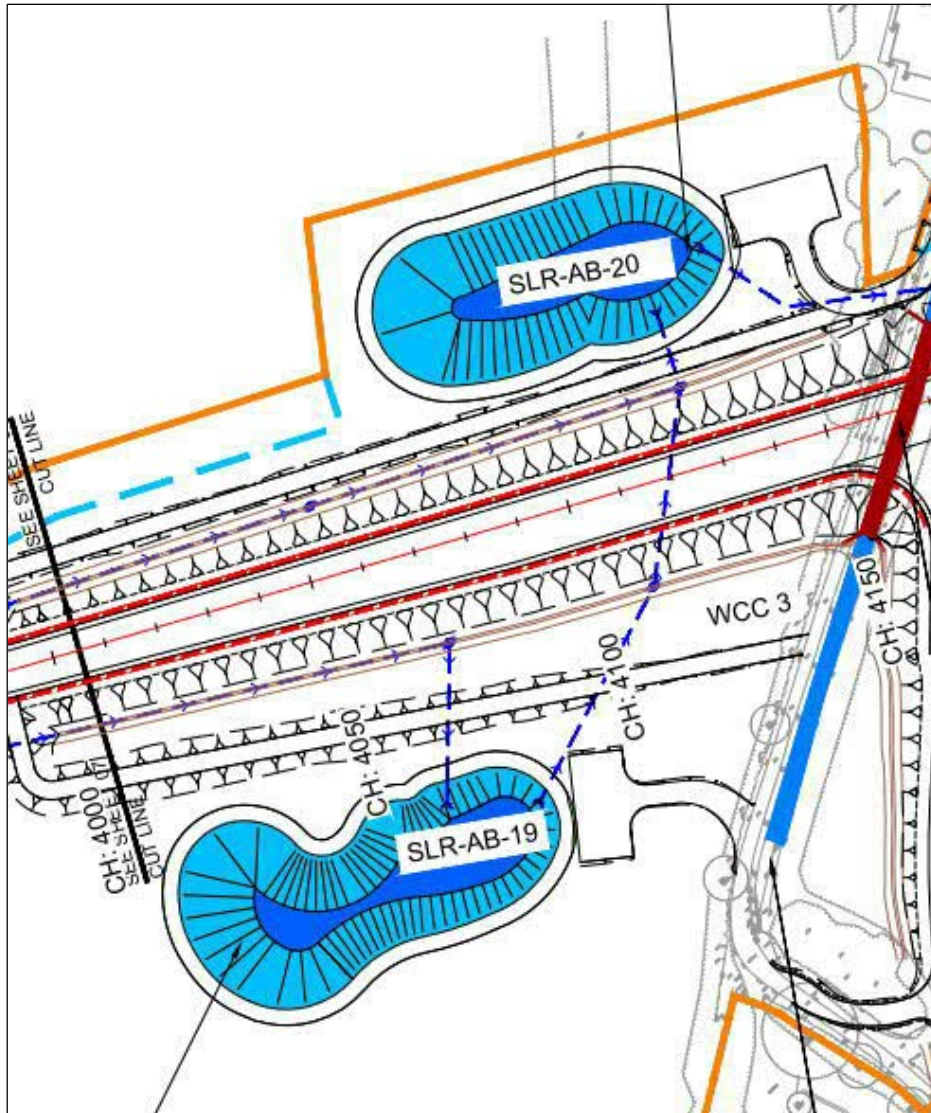 SLR-AB-20
SEE SHEET
CUT LINE
WCC 3
CH: 4150
CH: 4100
CH: 4050
SLR-AB-19
CH: 4000
SEE SHEET 07
CUT LINE